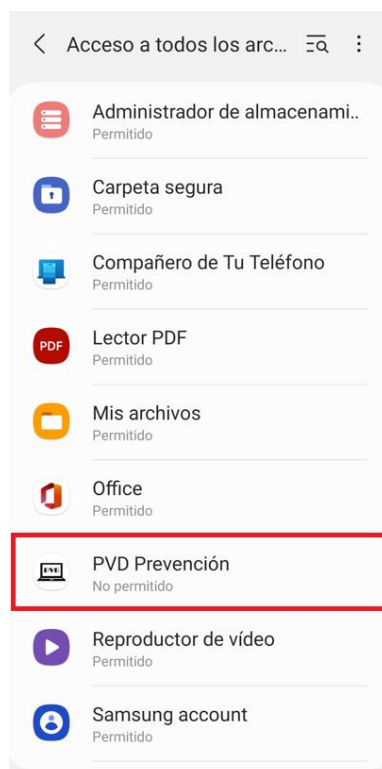 Acceso a todos los arc...
Administrador de almacenami..
Permitido
Carpeta segura
Permitido
Compañero de Tu Teléfono
Permitido
PDF
Lector PDF
Permitido
Mis archivos
Permitido
Office
Permitido
PVD
PVD Prevención
No permitido
Reproductor de vídeo
Permitido
Samsung account
Permitido